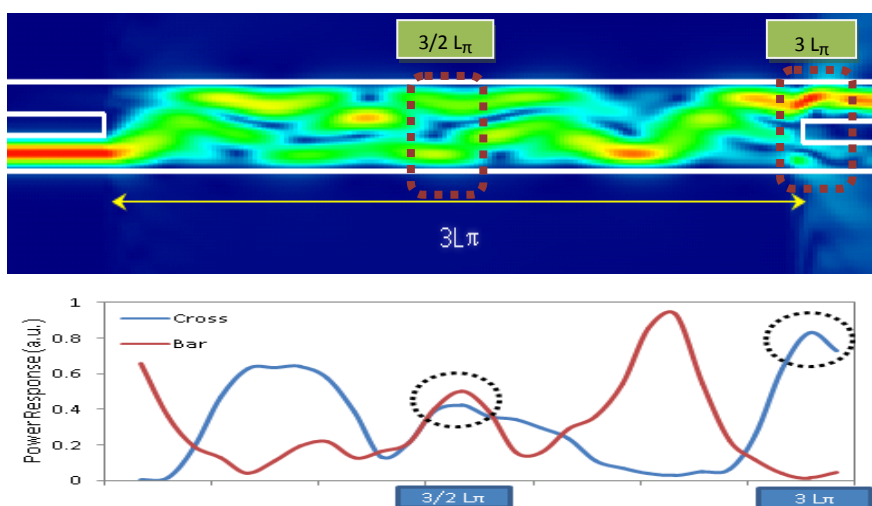 3/2 Lπ
3 Lπ
3Lπ
Power Response (a.u.)
1
0.8
0.6
0.4
0.2
0
Cross
Bar
3/2 Lπ
3 Lπ